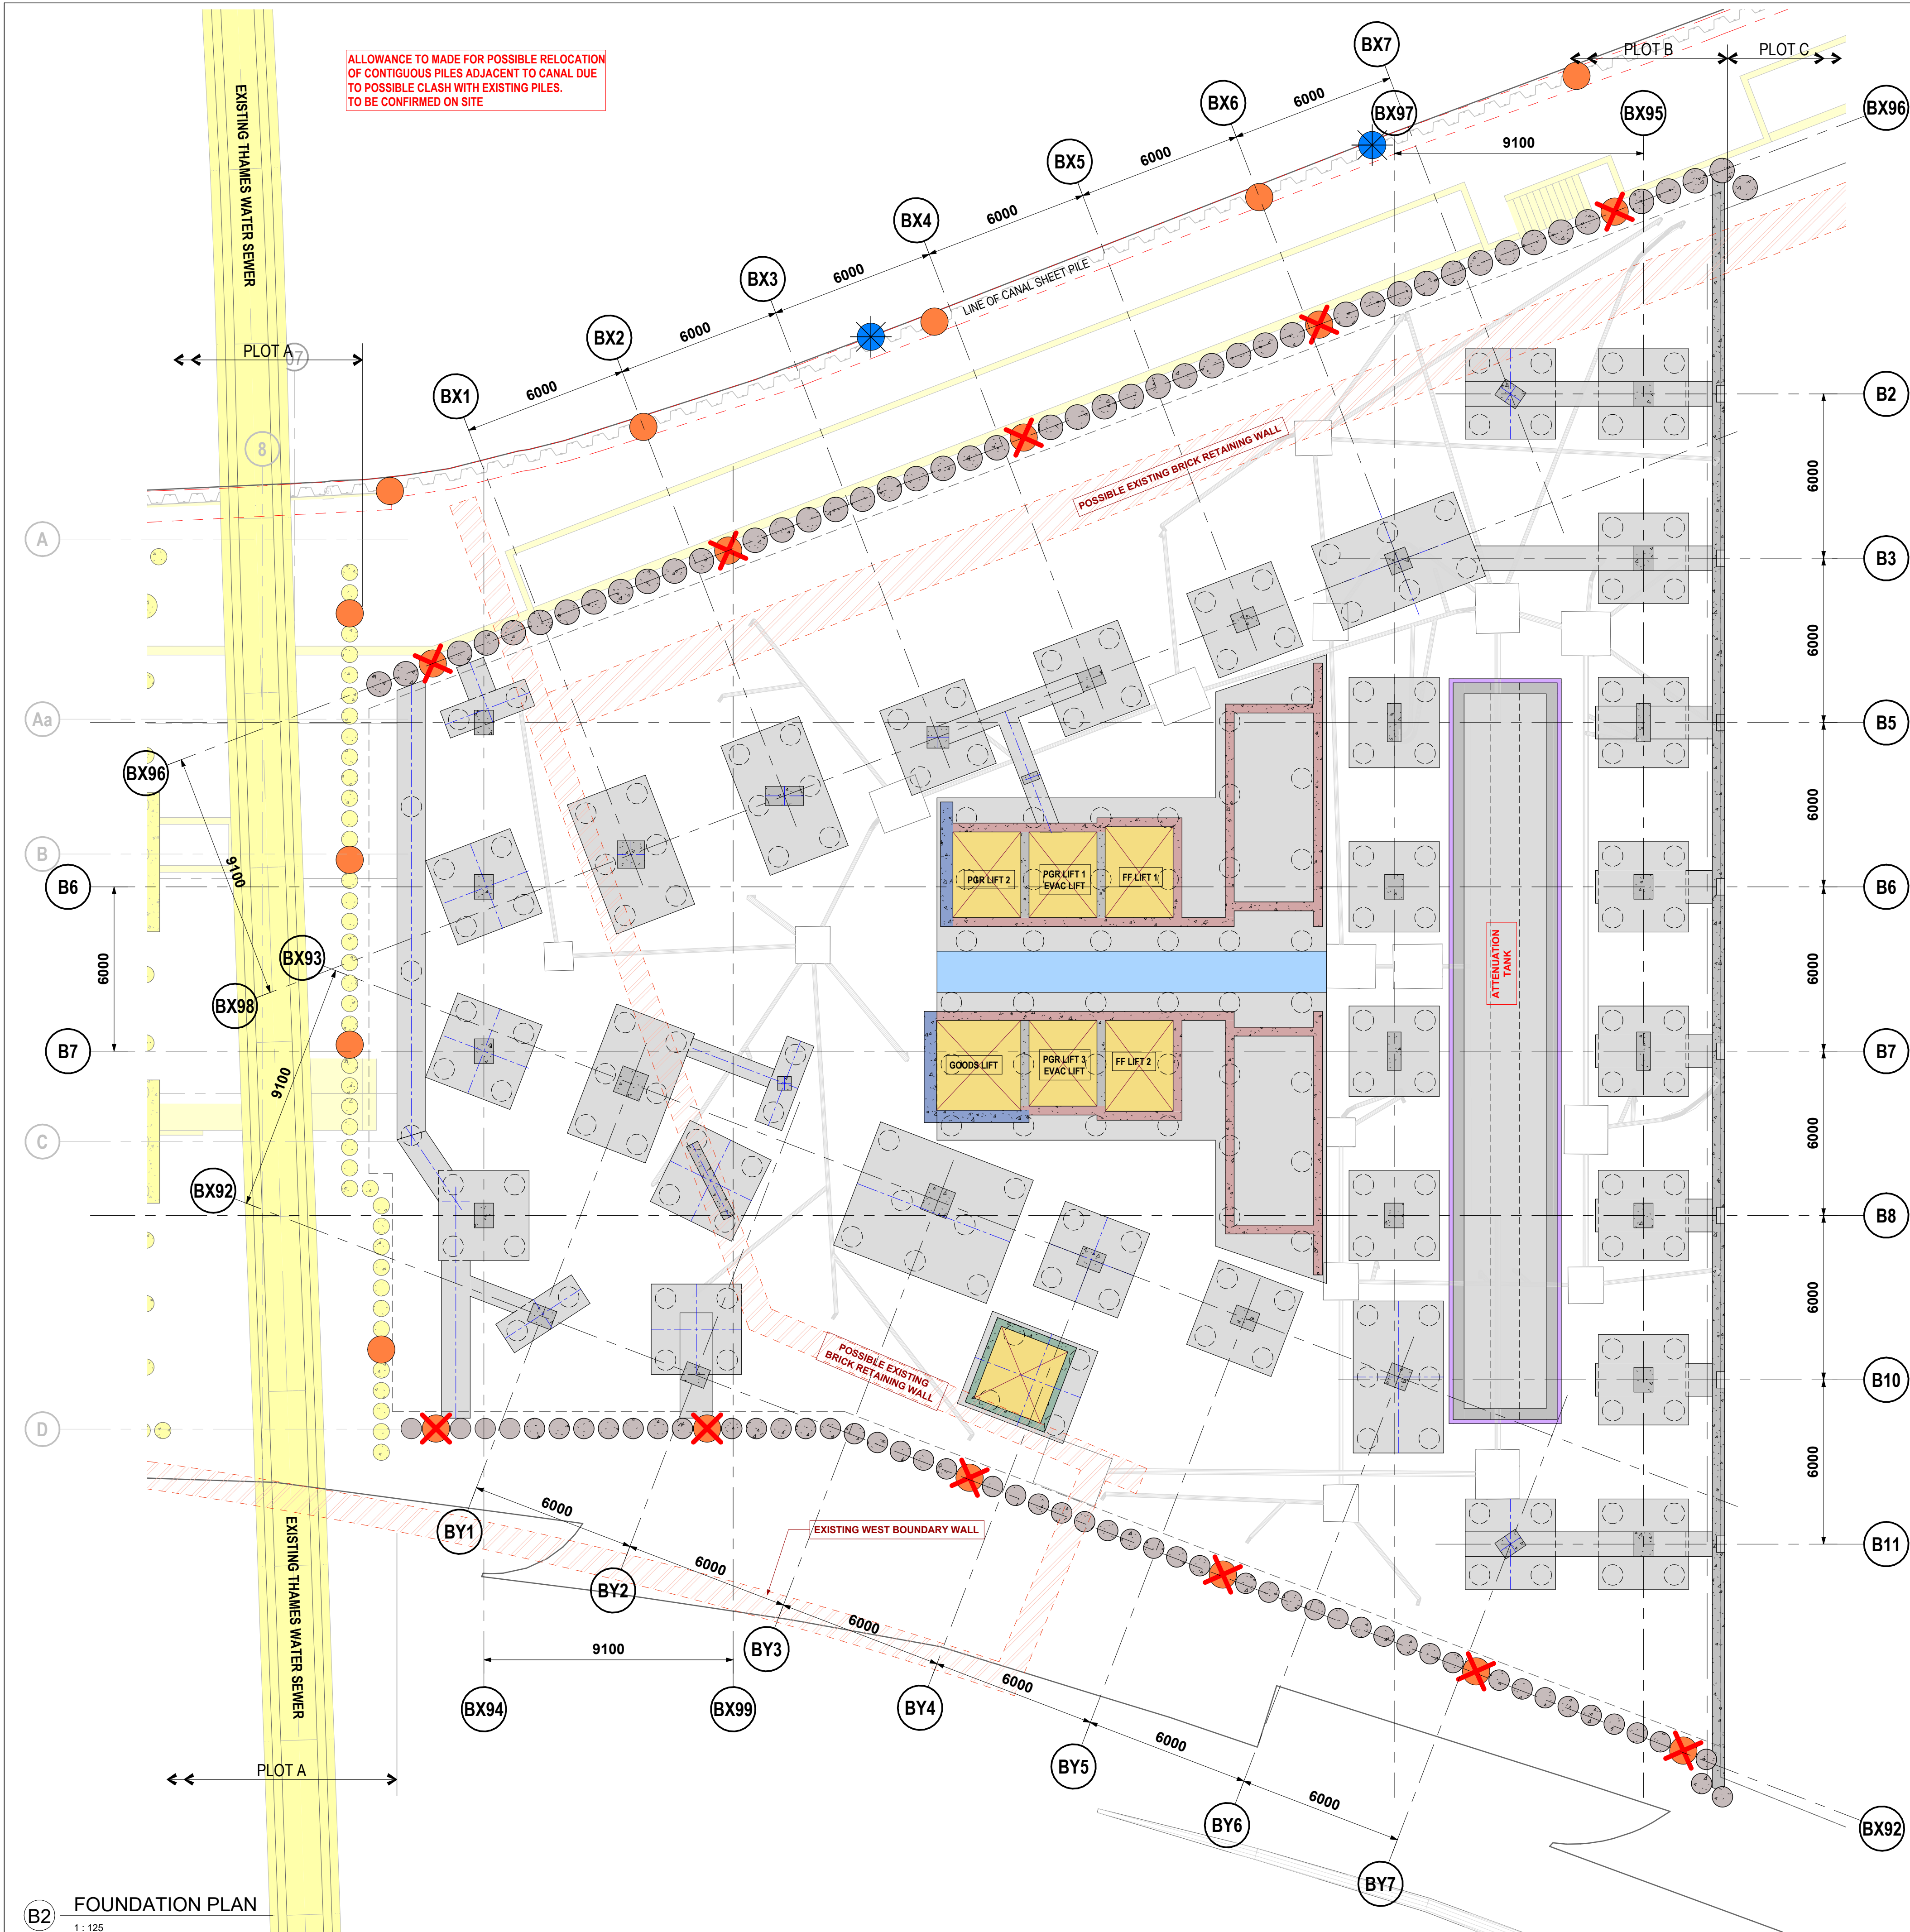 ALLOWANCE TO MADE FOR POSSIBLE RELOCATION
OF CONTIGUOUS PILES ADJACENT TO CANAL DUE
TO POSSIBLE CLASH WITH EXISTING PILES.
TO BE CONFIRMED ON SITE
EXISTING THAMES WATER SEWER
PLOT B
PLOT C
BX7
BX97
BX95
BX96
9100
6000
BX6
6000
BX5
6000
BX4
6000
BX3
6000
BX2
6000
BX1
LINE OF CANAL SHEET PILE
PLOT A
07
8
A
Aa
B
C
D
POSSIBLE EXISTING BRICK RETAINING WALL
B2
6000
B3
6000
B5
6000
B6
6000
B7
6000
B8
6000
B10
6000
B11
BX96
9100
B6
6000
B7
BX93
BX98
9100
BX92
PGR LIFT 2
PGR LIFT 1
EVAC LIFT
FF LIFT 1
GOODS LIFT
PGR LIFT 3
EVAC LIFT
FF LIFT 2
ATTENUATION
TANK
POSSIBLE EXISTING
BRICK RETAINING WALL
EXISTING WEST BOUNDARY WALL
BY1
6000
BY2
6000
BY3
6000
BY4
6000
BY5
6000
BY6
6000
BY7
9100
BX94
BX99
BX92
EXISTING THAMES WATER SEWER
PLOT A
B2
FOUNDATION PLAN
1 : 125